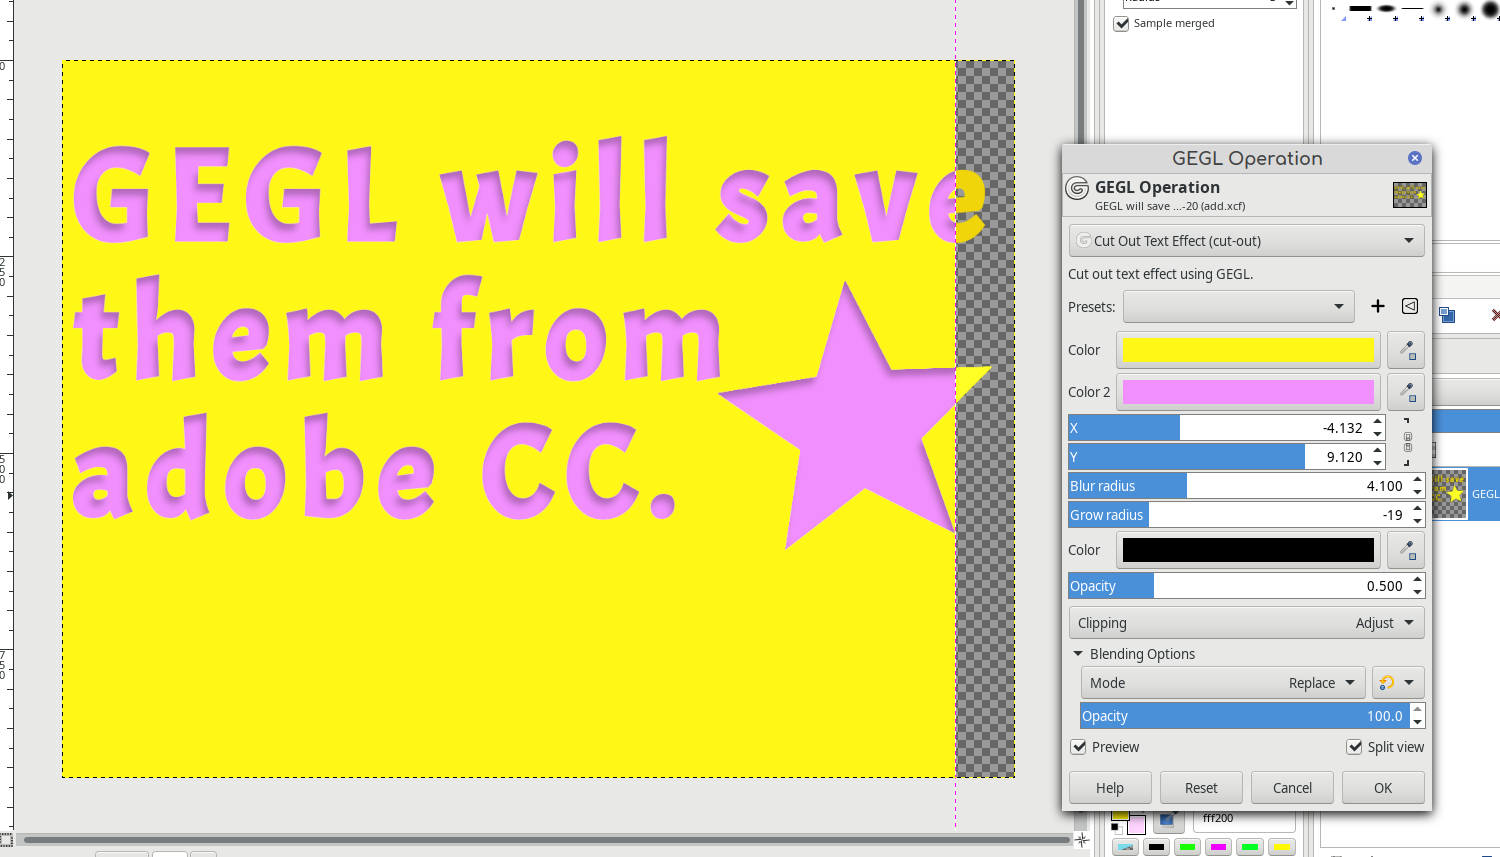 Sample merged
GEGL will save
them from
adobe CC.
GEGL Operation
GEGL Operation
GEGL will save ...-20 (add.xcf)
Cut Out Text Effect (cut-out)
Cut out text effect using GEGL.
Presets:
Color
Color 2
X -4.132
Y 9.120
Blur radius 4.100
Grow radius -19
Color
Opacity 0.500
Clipping Adjust
Blending Options
Mode Replace
Opacity 100.0
Preview Split view
Help Reset Cancel OK
GEGL
fff200